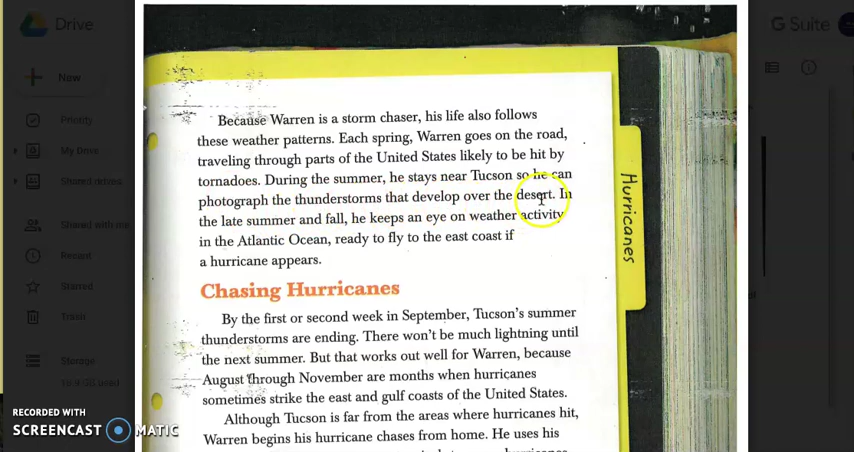 Drive
G Suite
New
Priority
My Drive
Shared drives
Shared with me
Recent
Starred
Trash
Storage
Because Warren is a storm chaser, his life also follows
these weather patterns. Each spring, Warren goes on the road,
traveling through parts of the United States likely to be hit by
tornadoes. During the summer, he stays near Tucson so he can
photograph the thunderstorms that develop over the desert. In
the late summer and fall, he keeps an eye on weather activity
in the Atlantic Ocean, ready to fly to the east coast if
a hurricane appears.
Hurricanes
Chasing Hurricanes
By the first or second week in September, Tucson's summer
thunderstorms are ending. There won't be much lightning until
the next summer. But that works out well for Warren, because
August through November are months when hurricanes
sometimes strike the east and gulf coasts of the United States.
Although Tucson is far from the areas where hurricanes hit,
Warren begins his hurricane chases from home. He uses his
RECORDED WITH
SCREENCAST MATIC